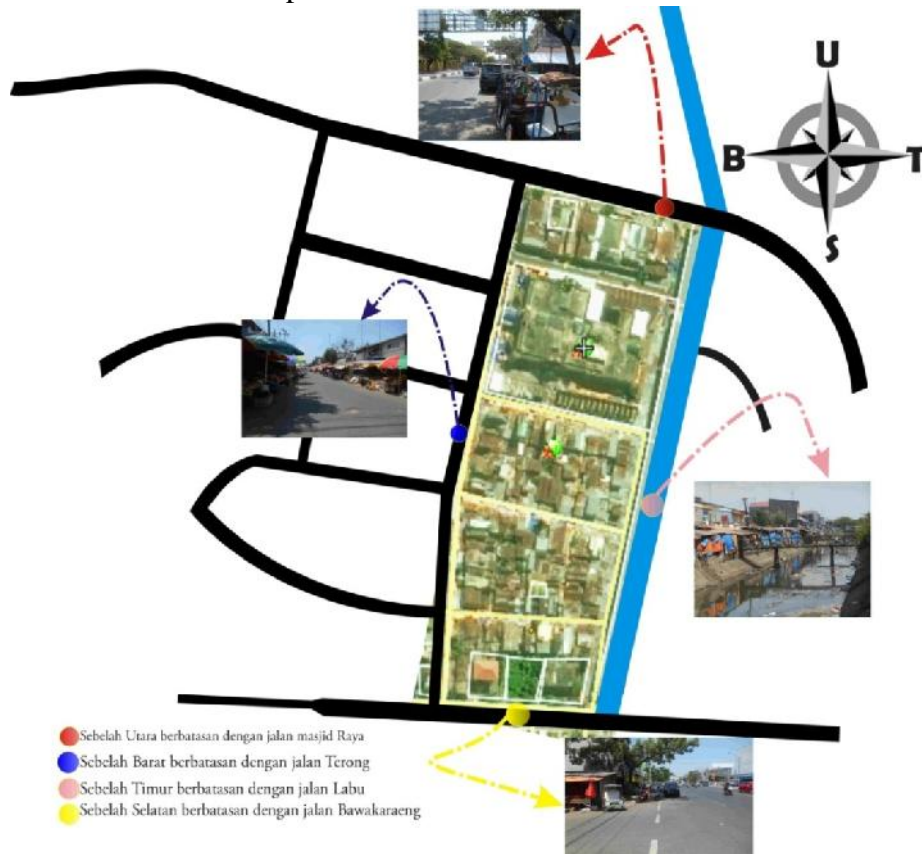 U
B T
S
Sebelah Utara berbatasan dengan jalan masjid Raya
Sebelah Barat berbatasan dengan jalan Terong
Sebelah Timur berbatasan dengan jalan Labu
Sebelah Selatan berbatasan dengan jalan Bawakaraeng